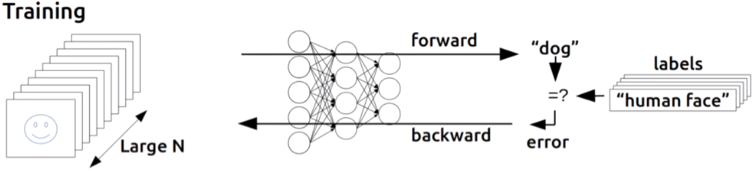 Training
Large N
forward
backward
“dog”
=?
error
labels
“human face”